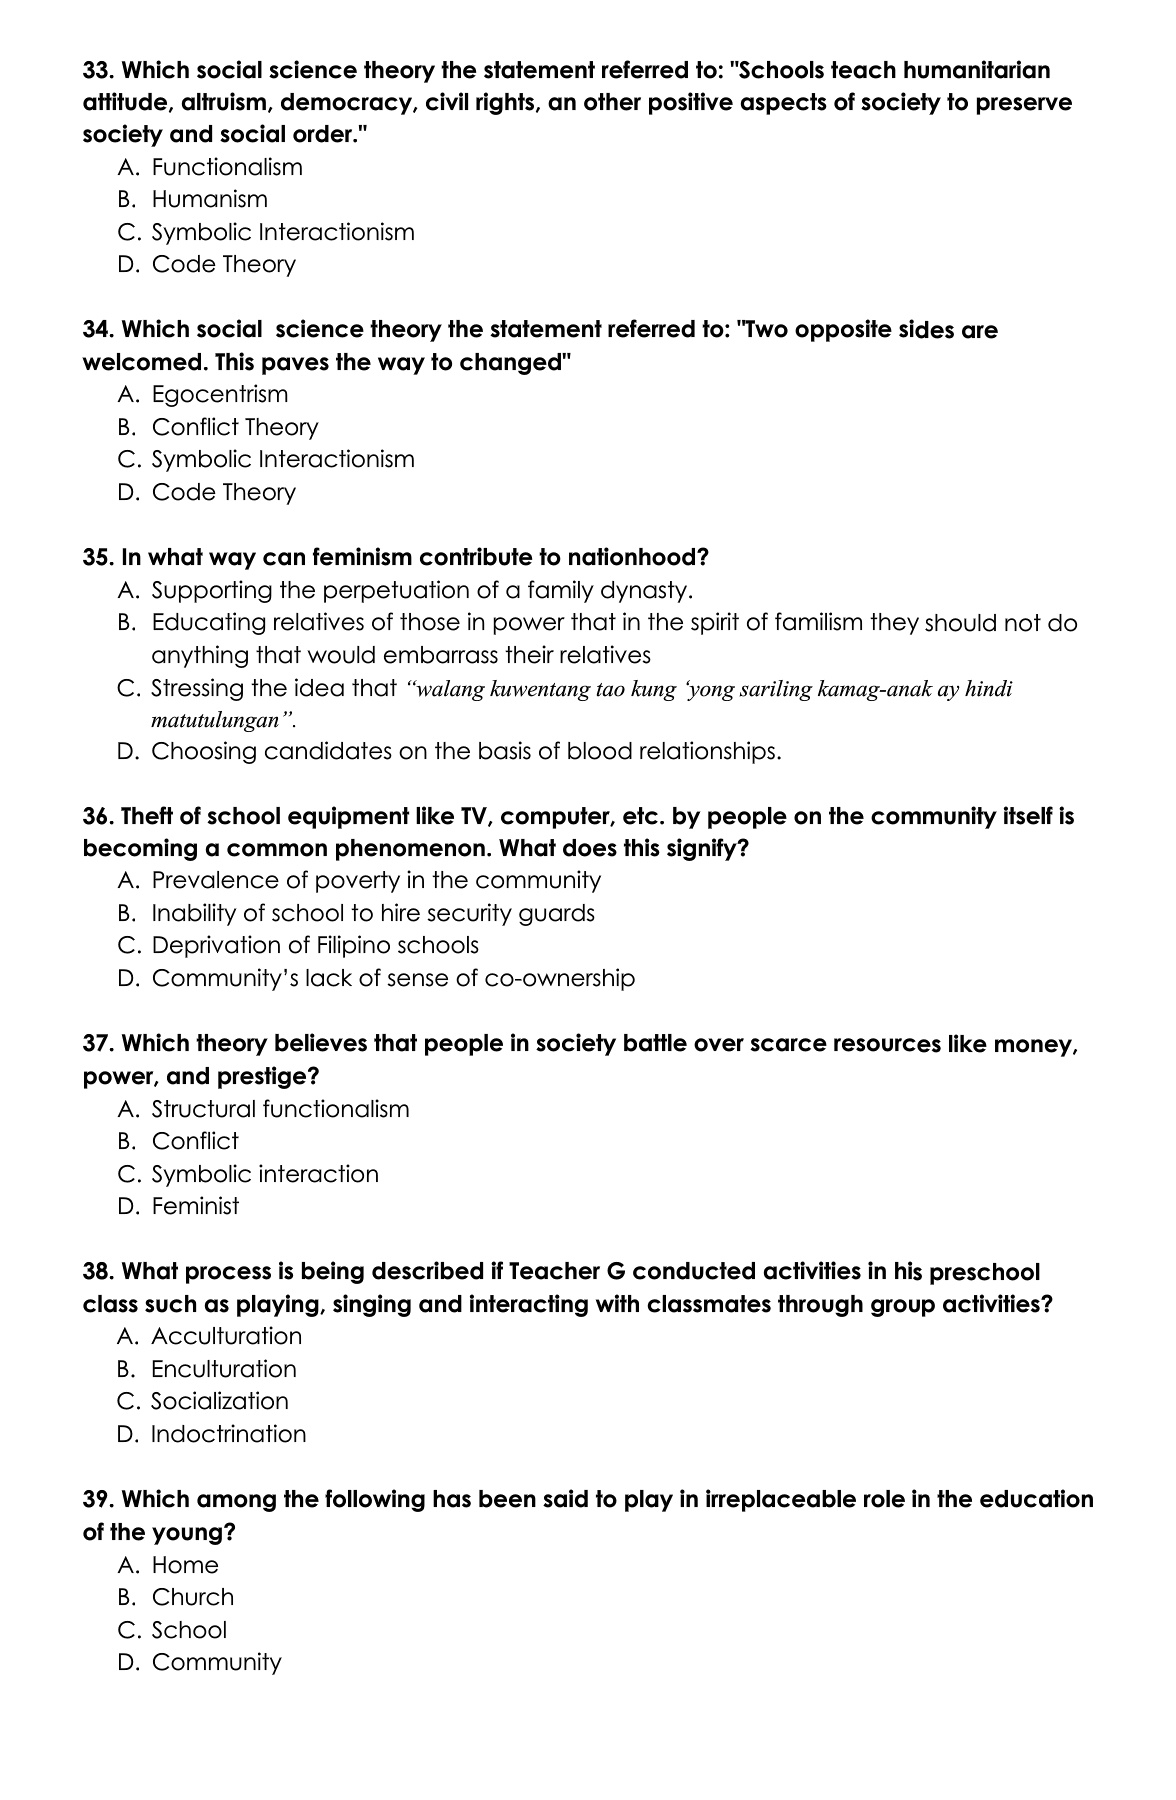 33. Which social science theory the statement referred to: "Schools teach humanitarian
attitude, altruism, democracy, civil rights, an other positive aspects of society to preserve
society and social order."
A. Functionalism
B. Humanism
C. Symbolic Interactionism
D. Code Theory
34. Which social  science theory the statement referred to: "Two opposite sides are
welcomed. This paves the way to changed"
A. Egocentrism
B. Conflict Theory
C. Symbolic Interactionism
D. Code Theory
35. In what way can feminism contribute to nationhood?
A. Supporting the perpetuation of a family dynasty.
B. Educating relatives of those in power that in the spirit of familism they should not do
anything that would embarrass their relatives
C. Stressing the idea that “walang kuwentang tao kung ‘yong sariling kamag-anak ay hindi
matutulungan”.
D. Choosing candidates on the basis of blood relationships.
36. Theft of school equipment like TV, computer, etc. by people on the community itself is
becoming a common phenomenon. What does this signify?
A. Prevalence of poverty in the community
B. Inability of school to hire security guards
C. Deprivation of Filipino schools
D. Community’s lack of sense of co-ownership
37. Which theory believes that people in society battle over scarce resources like money,
power, and prestige?
A. Structural functionalism
B. Conflict
C. Symbolic interaction
D. Feminist
38. What process is being described if Teacher G conducted activities in his preschool
class such as playing, singing and interacting with classmates through group activities?
A. Acculturation
B. Enculturation
C. Socialization
D. Indoctrination
39. Which among the following has been said to play in irreplaceable role in the education
of the young?
A. Home
B. Church
C. School
D. Community